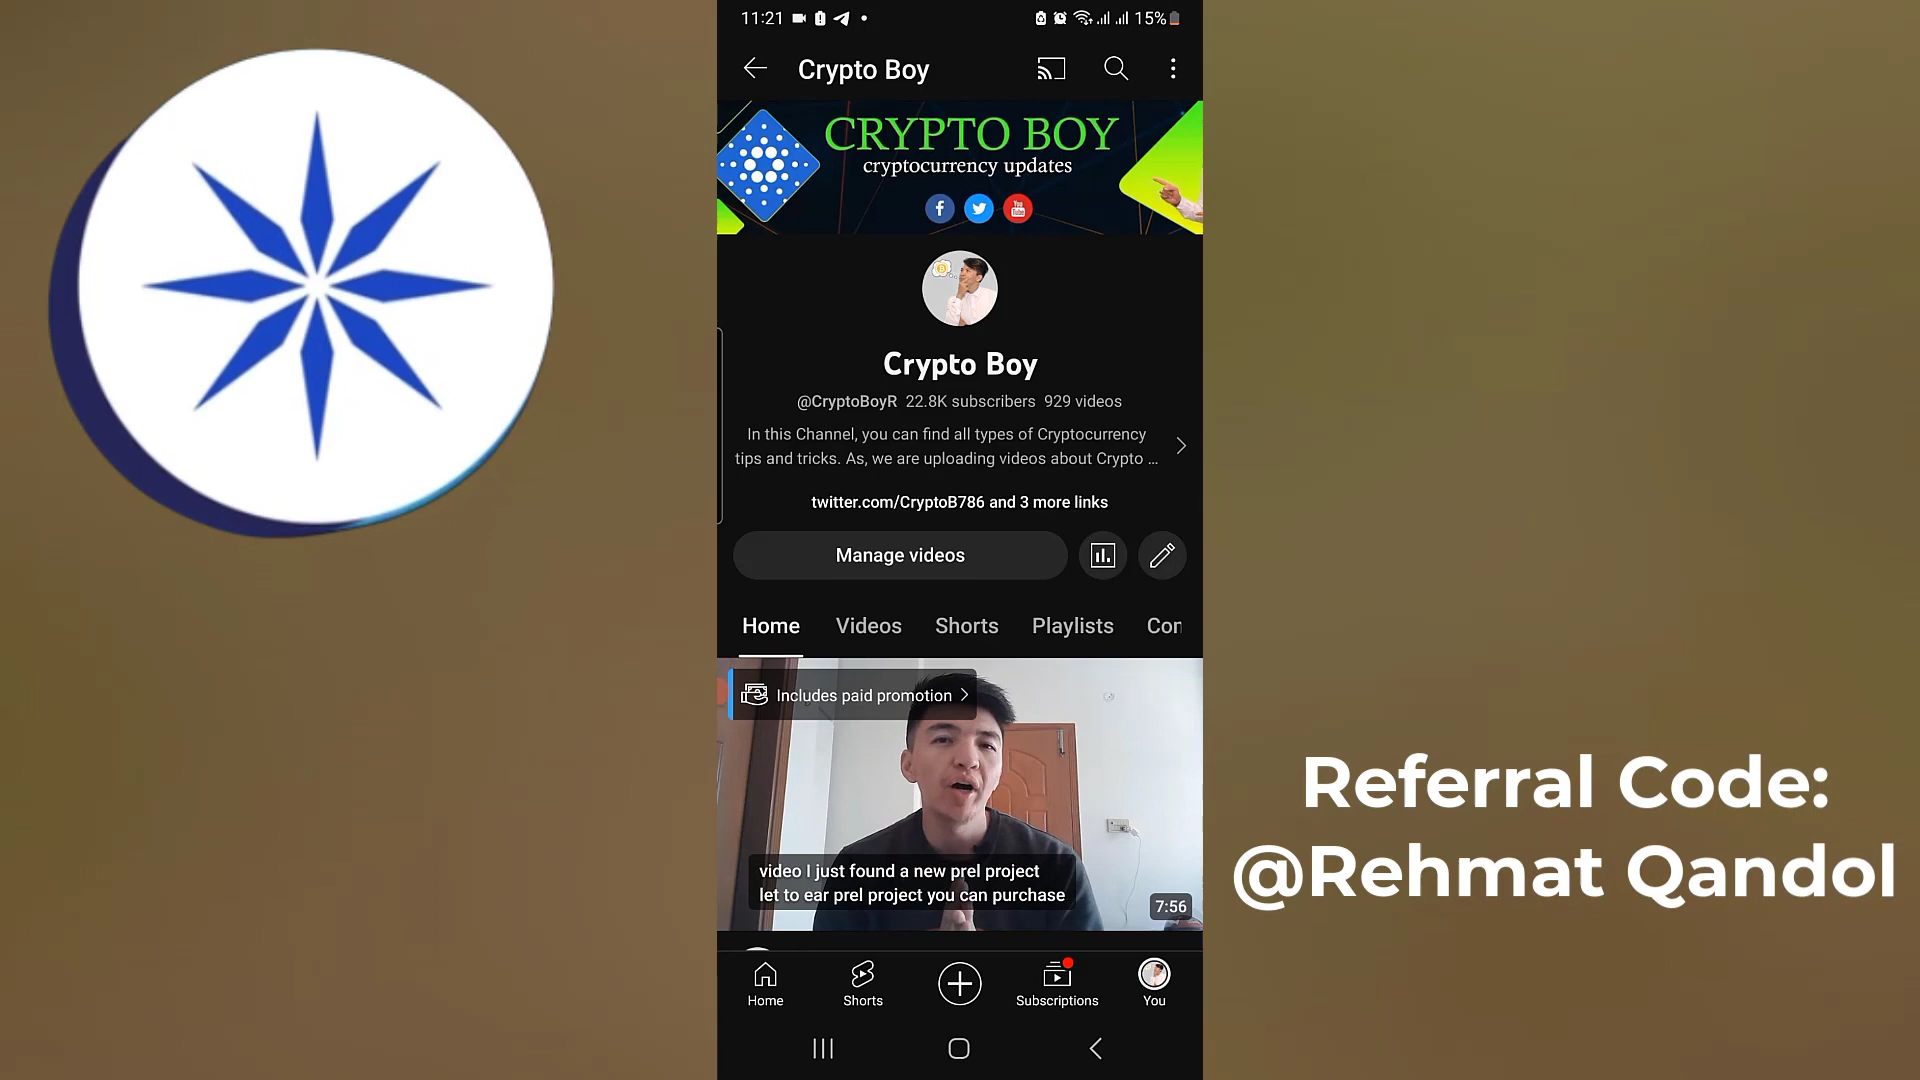 11:21
15%
Crypto Boy
CRYPTO BOY
cryptocurrency updates
You
Tube
Crypto Boy
@CryptoBoyR 22.8K subscribers 929 videos
In this Channel, you can find all types of Cryptocurrency
tips and tricks. As, we are uploading videos about Crypto ...
twitter.com/CryptoB786 and 3 more links
Manage videos
Home Videos Shorts Playlists Con
Includes paid promotion
video I just found a new prel project
let to ear prel project you can purchase
7:56
Home Shorts Subscriptions You
Referral Code:
@Rehmat Qandol